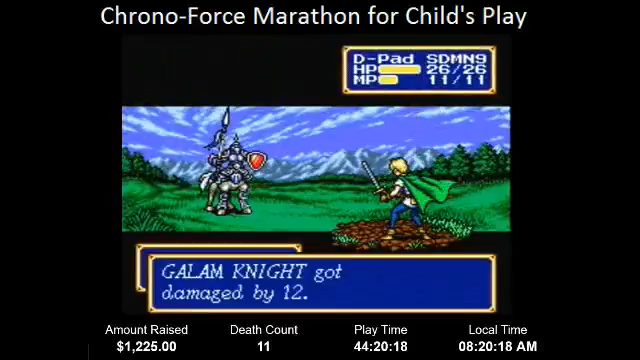 Chrono-Force Marathon for Child's Play
D-Pad SDMN9
HP 26/26
MP 11/11
GALAM KNIGHT got
damaged by 12.
Amount Raised Death Count Play Time Local Time
$1,225.00 11 44:20:18 08:20:18 AM